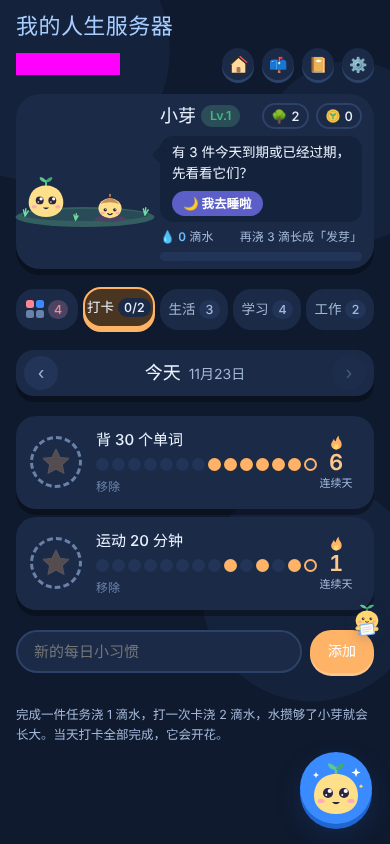 我的人生服务器
小芽 Lv.1 2 0
有 3 件今天到期或已经过期，
先看看它们？
我去睡啦
0 滴水 再浇 3 滴长成「发芽」
4 打卡 0/2 生活 3 学习 4 工作 2
‹ 今天 11月23日 ›
背 30 个单词
6
移除 连续天
运动 20 分钟
1
移除 连续天
新的每日小习惯 添加
完成一件任务浇 1 滴水，打一次卡浇 2 滴水，水攒够了小芽就会
长大。当天打卡全部完成，它会开花。